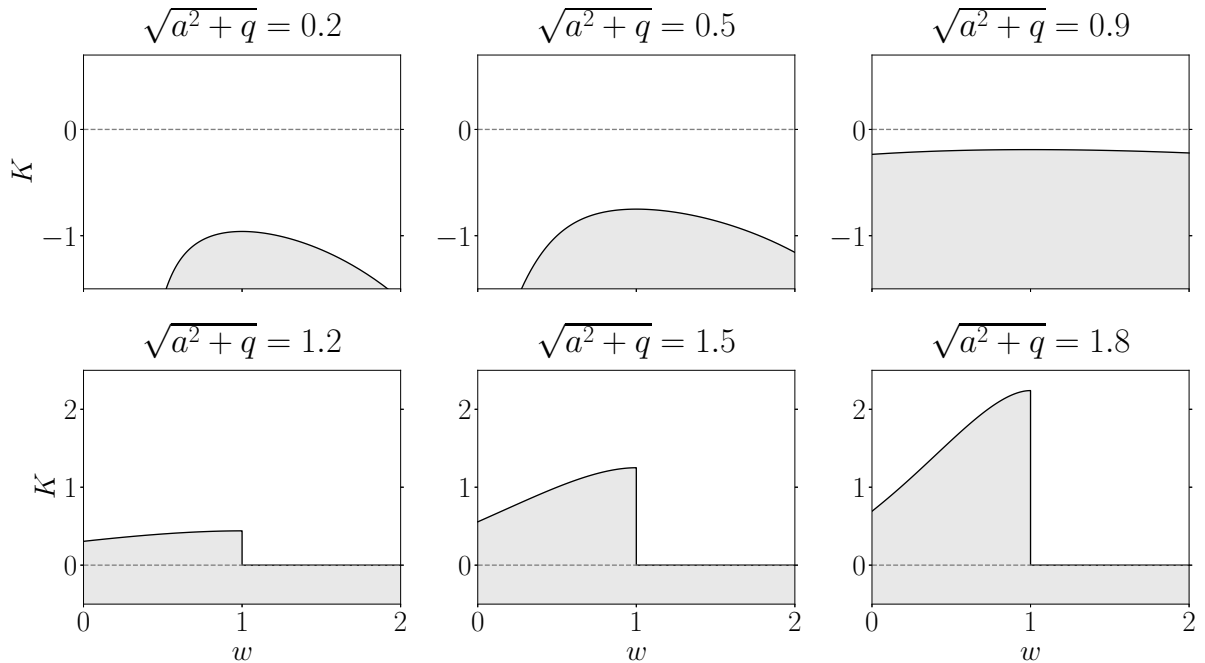 √a² + q = 0.2 √a² + q = 0.5 √a² + q = 0.9
K
0 0 0
−1 −1 −1
√a² + q = 1.2 √a² + q = 1.5 √a² + q = 1.8
K
2 2 2
1 1 1
0 0 0
0 1 2 0 1 2 0 1 2
w w w